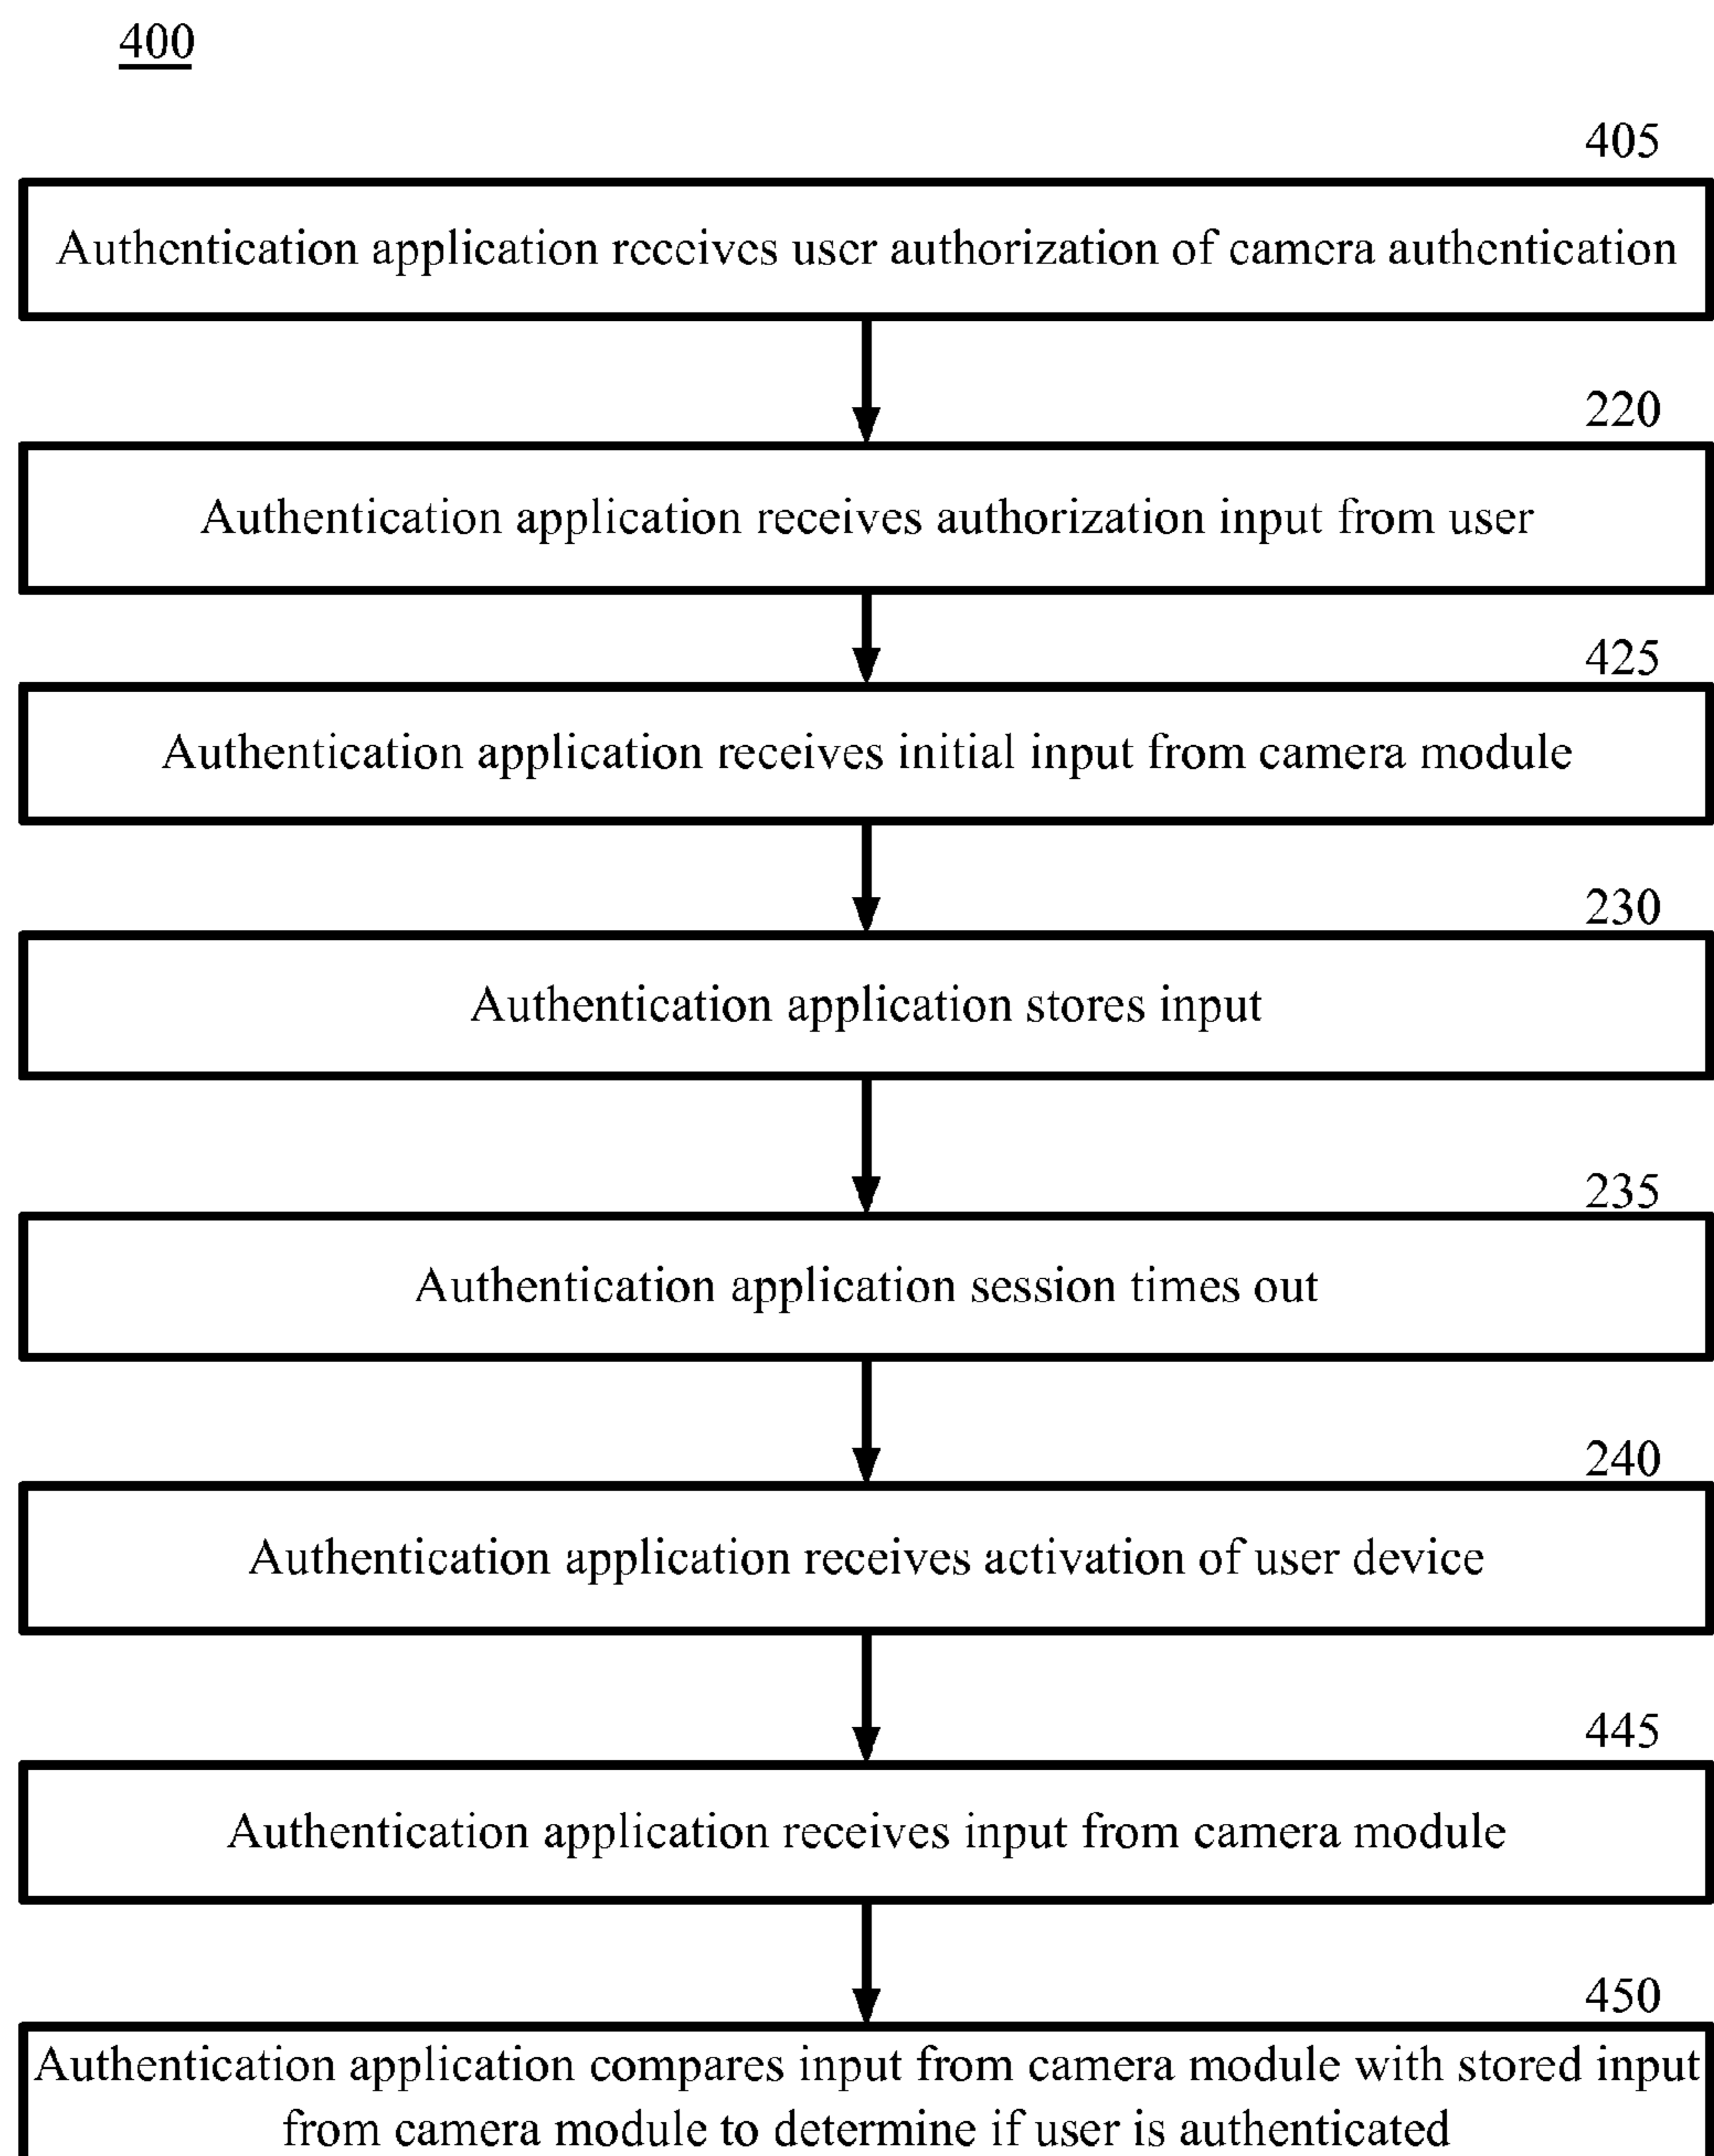 400
405
Authentication application receives user authorization of camera authentication
220
Authentication application receives authorization input from user
425
Authentication application receives initial input from camera module
230
Authentication application stores input
235
Authentication application session times out
240
Authentication application receives activation of user device
445
Authentication application receives input from camera module
450
Authentication application compares input from camera module with stored input
from camera module to determine if user is authenticated